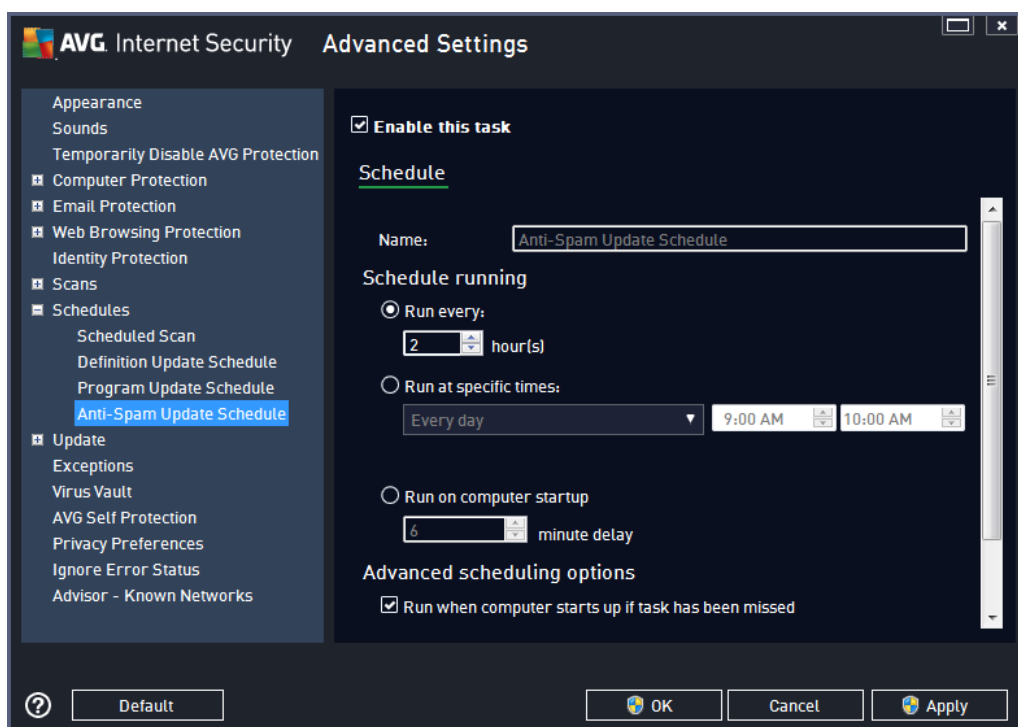 AVG. Internet Security Advanced Settings
Appearance
Sounds
Temporarily Disable AVG Protection
Computer Protection
Email Protection
Web Browsing Protection
Identity Protection
Scans
Schedules
Scheduled Scan
Definition Update Schedule
Program Update Schedule
Anti-Spam Update Schedule
Update
Exceptions
Virus Vault
AVG Self Protection
Privacy Preferences
Ignore Error Status
Advisor - Known Networks
Enable this task
Schedule
Name: Anti-Spam Update Schedule
Schedule running
Run every:
2 hour(s)
Run at specific times:
Every day 9:00 AM 10:00 AM
Run on computer startup
6 minute delay
Advanced scheduling options
Run when computer starts up if task has been missed
? Default OK Cancel Apply